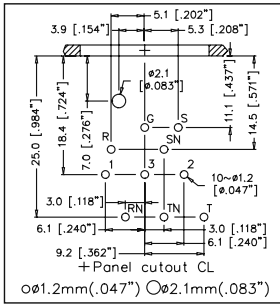 5.1 [.202"]
3.9 [.154"]
5.3 [.208"]
ø2.1
[ø.083"]
11.1 [.437"]
14.5 [.571"]
25.0 [.984"]
18.4 [.724"]
7.0 [.276"]
G
S
R
SN
1
3
2
10~ø1.2
[ø.047"]
3.0
[.118"]
RN
TN
T
6.1 [.240"]
3.0
[.118"]
6.1 [.240"]
9.2 [.362"]
+Panel cutout CL
oø1.2mm(.047") Oø2.1mm(.083")